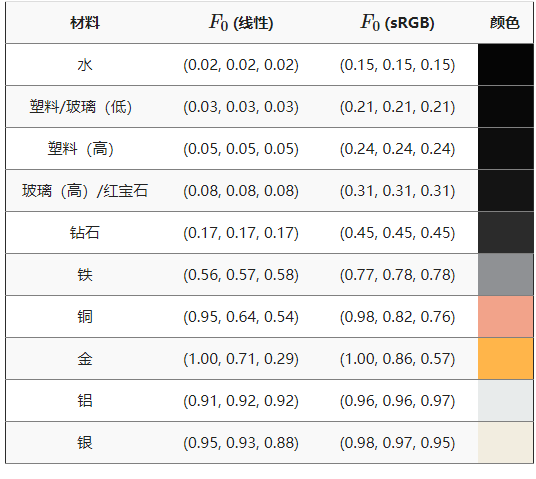 材料 F0 (线性) F0 (sRGB) 颜色
水 (0.02, 0.02, 0.02) (0.15, 0.15, 0.15)
塑料/玻璃（低） (0.03, 0.03, 0.03) (0.21, 0.21, 0.21)
塑料（高） (0.05, 0.05, 0.05) (0.24, 0.24, 0.24)
玻璃（高）/红宝石 (0.08, 0.08, 0.08) (0.31, 0.31, 0.31)
钻石 (0.17, 0.17, 0.17) (0.45, 0.45, 0.45)
铁 (0.56, 0.57, 0.58) (0.77, 0.78, 0.78)
铜 (0.95, 0.64, 0.54) (0.98, 0.82, 0.76)
金 (1.00, 0.71, 0.29) (1.00, 0.86, 0.57)
铝 (0.91, 0.92, 0.92) (0.96, 0.96, 0.97)
银 (0.95, 0.93, 0.88) (0.98, 0.97, 0.95)